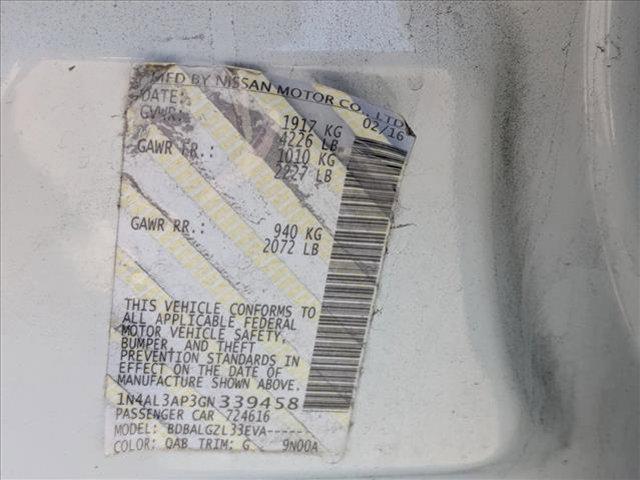 MFD BY NISSAN MOTOR CO., LTD
DATE: 02/16
GVWR: 1917 KG
4226 LB
GAWR FR.: 1010 KG
2227 LB
GAWR RR.: 940 KG
2072 LB
THIS VEHICLE CONFORMS TO
ALL APPLICABLE FEDERAL
MOTOR VEHICLE SAFETY,
BUMPER, AND THEFT
PREVENTION STANDARDS IN
EFFECT ON THE DATE OF
MANUFACTURE SHOWN ABOVE.
1N4AL3AP3GN339458
PASSENGER CAR 724616
MODEL: BDBALGZL33EVA------
COLOR: QAB TRIM: G 9N00A